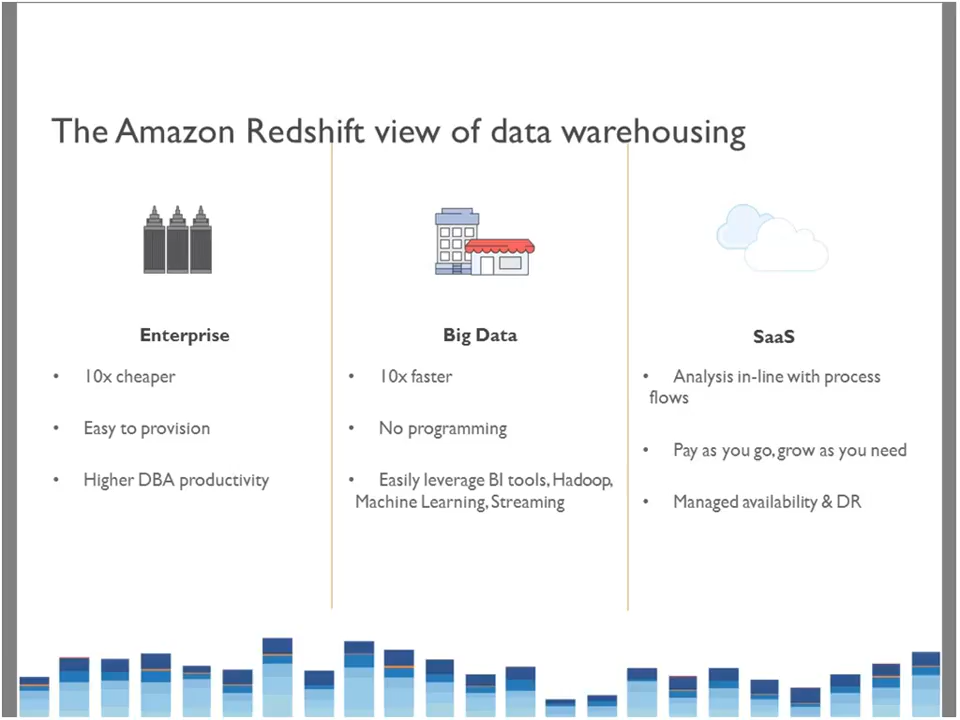 The Amazon Redshift view of data warehousing
Enterprise
• 10x cheaper
• Easy to provision
• Higher DBA productivity
Big Data
• 10x faster
• No programming
• Easily leverage BI tools, Hadoop,
Machine Learning, Streaming
SaaS
• Analysis in-line with process
flows
• Pay as you go, grow as you need
• Managed availability & DR